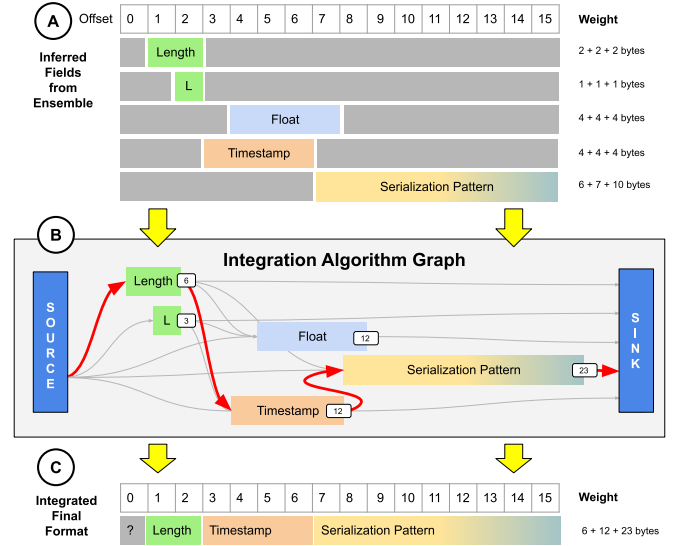 A
Offset 0 1 2 3 4 5 6 7 8 9 10 11 12 13 14 15 Weight
Inferred
Fields
from
Ensemble
Length 2 + 2 + 2 bytes
L 1 + 1 + 1 bytes
Float 4 + 4 + 4 bytes
Timestamp 4 + 4 + 4 bytes
Serialization Pattern 6 + 7 + 10 bytes
B
Integration Algorithm Graph
SOURCE
Length 6
L 3
Float 12
Serialization Pattern 23
Timestamp 12
SINK
C
0 1 2 3 4 5 6 7 8 9 10 11 12 13 14 15 Weight
Integrated
Final
Format
? Length Timestamp Serialization Pattern 6 + 12 + 23 bytes